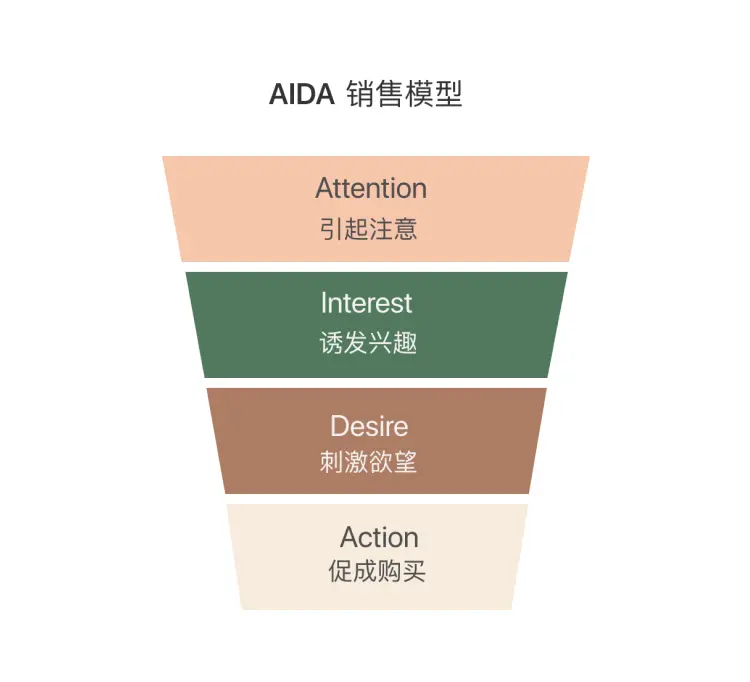 AIDA 销售模型
Attention
引起注意
Interest
诱发兴趣
Desire
刺激欲望
Action
促成购买